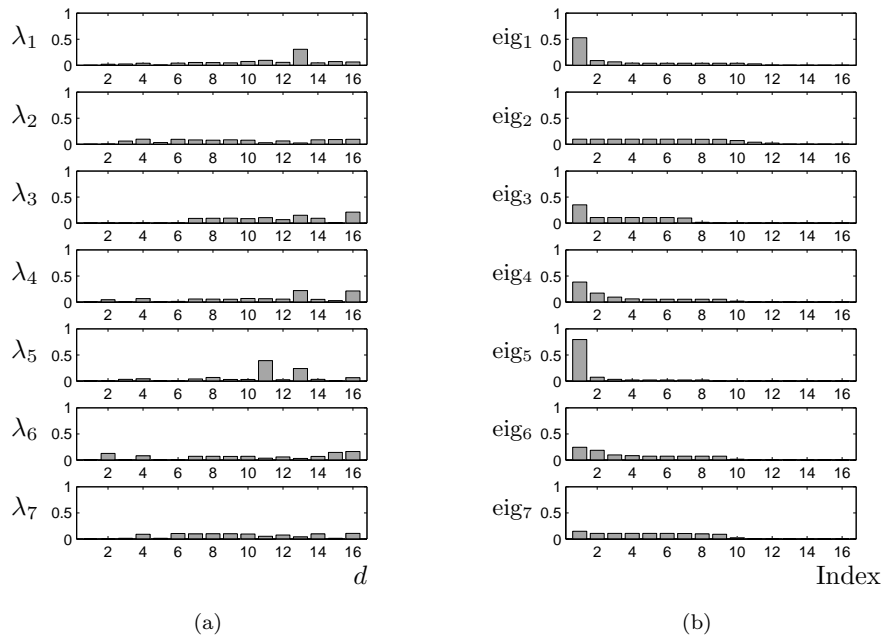 λ1 1 0.5 0 2 4 6 8 10 12 14 16
eig1 1 0.5 0 2 4 6 8 10 12 14 16
λ2 1 0.5 0 2 4 6 8 10 12 14 16
eig2 1 0.5 0 2 4 6 8 10 12 14 16
λ3 1 0.5 0 2 4 6 8 10 12 14 16
eig3 1 0.5 0 2 4 6 8 10 12 14 16
λ4 1 0.5 0 2 4 6 8 10 12 14 16
eig4 1 0.5 0 2 4 6 8 10 12 14 16
λ5 1 0.5 0 2 4 6 8 10 12 14 16
eig5 1 0.5 0 2 4 6 8 10 12 14 16
λ6 1 0.5 0 2 4 6 8 10 12 14 16
eig6 1 0.5 0 2 4 6 8 10 12 14 16
λ7 1 0.5 0 2 4 6 8 10 12 14 16
eig7 1 0.5 0 2 4 6 8 10 12 14 16
d
Index
(a)
(b)